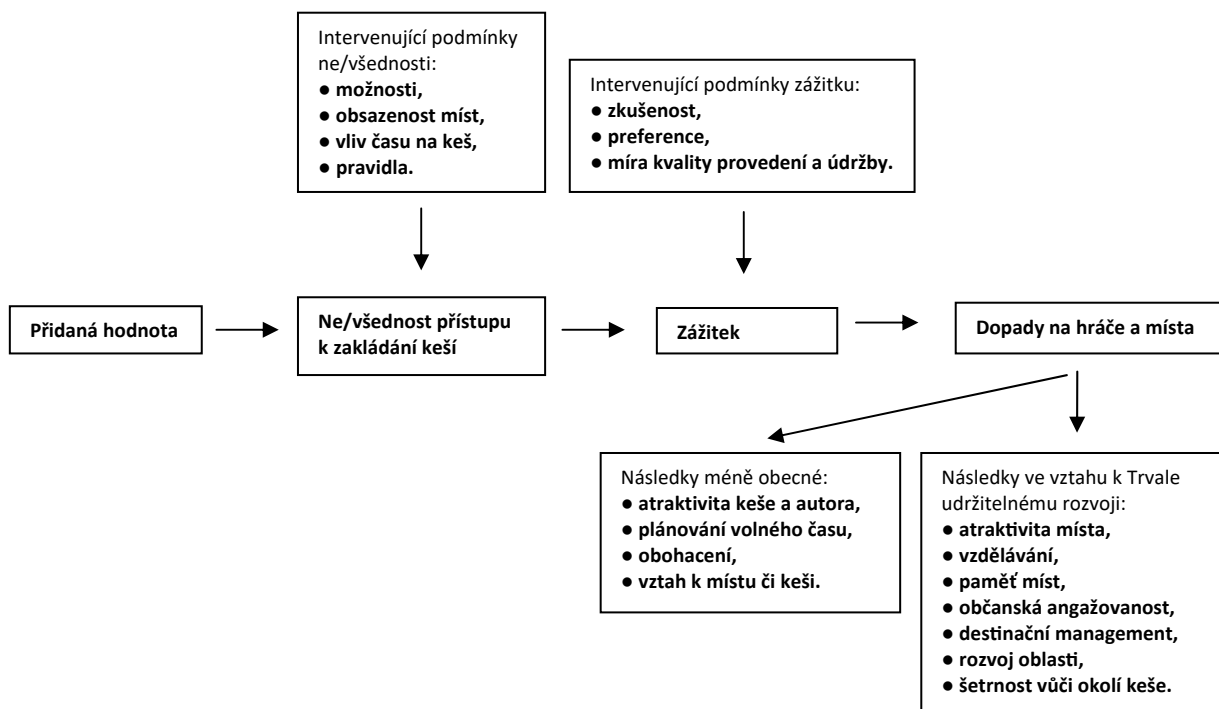 Intervenující podmínky
ne/všednosti:
● možnosti,
● obsazenost míst,
● vliv času na keš,
● pravidla.
Intervenující podmínky zážitku:
● zkušenost,
● preference,
● míra kvality provedení a údržby.
Přidaná hodnota
Ne/všednost přístupu
k zakládání keší
Zážitek
Dopady na hráče a místa
Následky méně obecné:
● atraktivita keše a autora,
● plánování volného času,
● obohacení,
● vztah k místu či keši.
Následky ve vztahu k Trvale
udržitelnému rozvoji:
● atraktivita místa,
● vzdělávání,
● paměť míst,
● občanská angažovanost,
● destinační management,
● rozvoj oblasti,
● šetrnost vůči okolí keše.